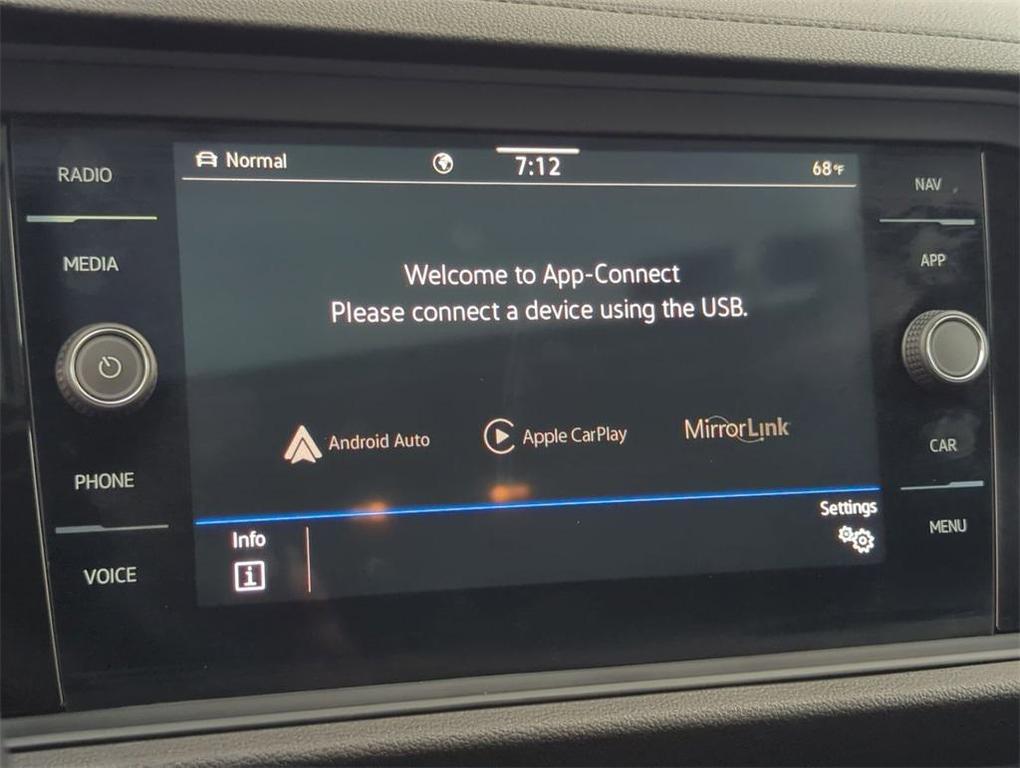 RADIO
MEDIA
PHONE
VOICE
Normal
7:12
68°F
Welcome to App-Connect
Please connect a device using the USB.
Android Auto
Apple CarPlay
MirrorLink
Info
i
Settings
NAV
APP
CAR
MENU